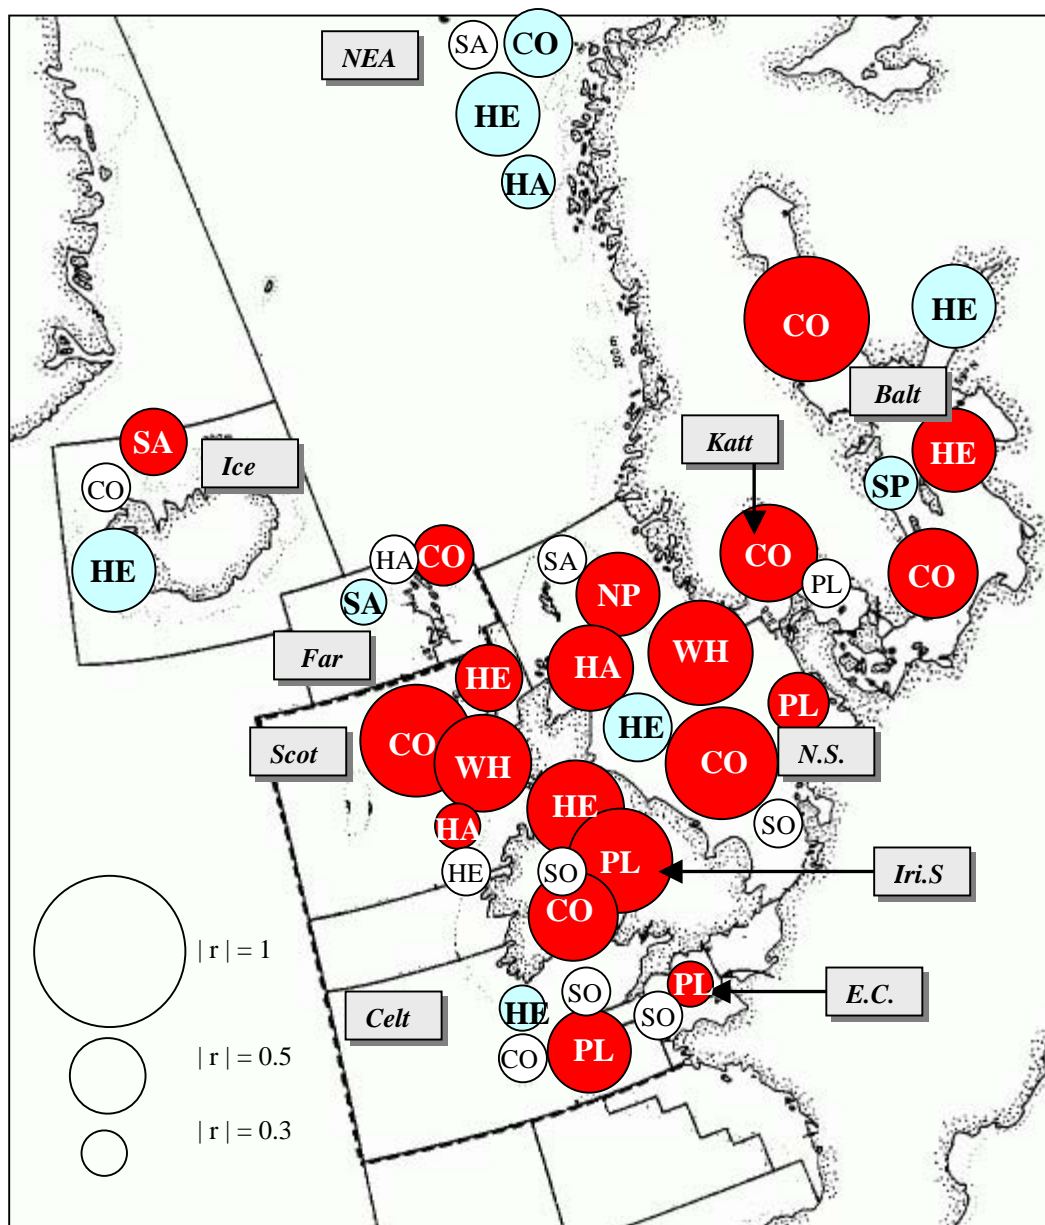 SA
CO
NEA
HE
HA
CO
HE
Balt
Katt
SA
Ice
HE
CO
SP
HE
HA
CO
SA
CO
PL
CO
SA
NP
Far
HE
HA
WH
PL
Scot
CO
WH
HE
CO
N.S.
HA
HE
SO
HE
SO
PL
Iri.S
CO
| r | = 1
Celt
HE
SO
PL
SO
E.C.
CO
PL
| r | = 0.5
| r | = 0.3
200 m